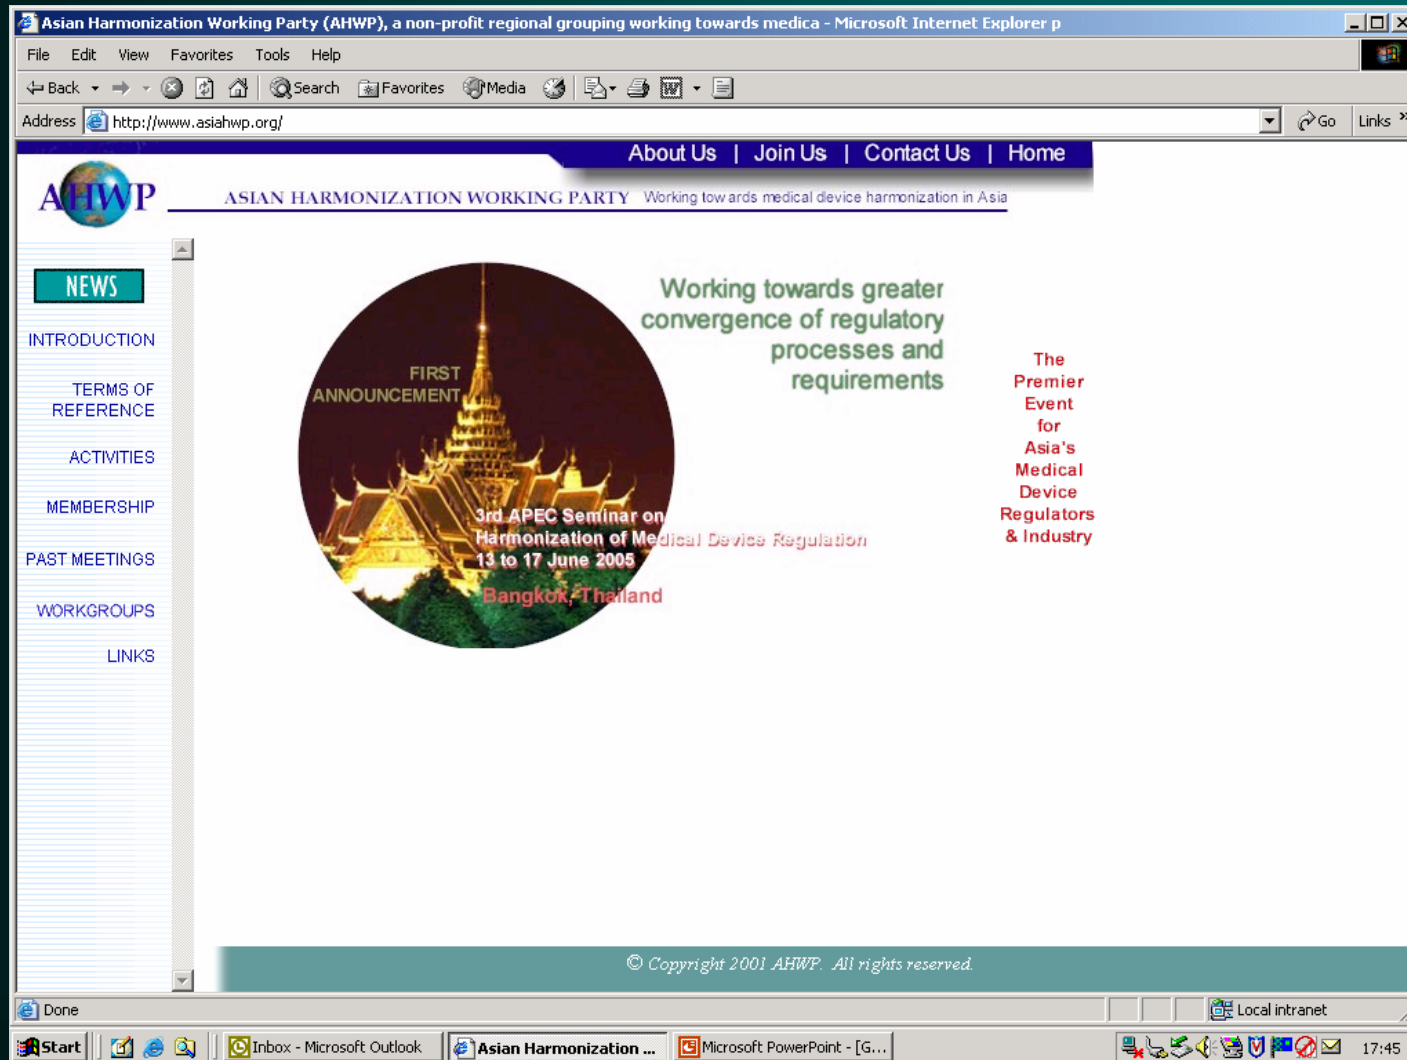 Asian Harmonization Working Party (AHWP), a non-profit regional grouping working towards medica - Microsoft Internet Explorer p
File Edit View Favorites Tools Help
Back Search Favorites Media
Address http://www.asiahwp.org/ Go Links »
About Us | Join Us | Contact Us | Home
AHWP
ASIAN HARMONIZATION WORKING PARTY Working towards medical device harmonization in Asia
NEWS
INTRODUCTION
TERMS OF
REFERENCE
ACTIVITIES
MEMBERSHIP
PAST MEETINGS
WORKGROUPS
LINKS
FIRST
ANNOUNCEMENT
Working towards greater
convergence of regulatory
processes and
requirements
3rd APEC Seminar on
Harmonization of Medical Device Regulation
13 to 17 June 2005
Bangkok, Thailand
The
Premier
Event
for
Asia's
Medical
Device
Regulators
& Industry
© Copyright 2001 AHWP. All rights reserved.
Done Local intranet
Start Inbox - Microsoft Outlook Asian Harmonization ... Microsoft PowerPoint - [G... 17:45